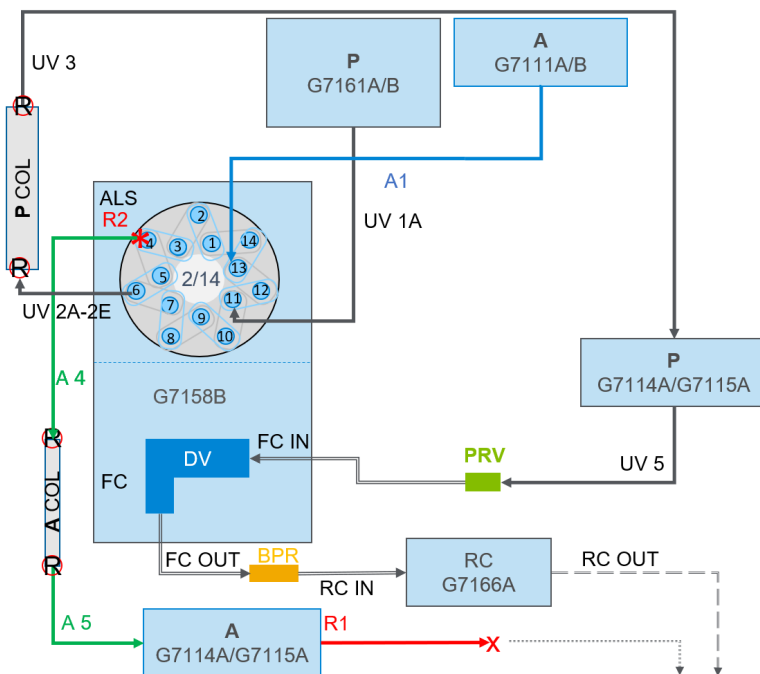 UV 3
P
G7161A/B
A
G7111A/B
R
P COL
A1
ALS
R2
UV 1A
2
4
3
1
14
13
5
2/14
6
12
11
7
9
8
10
R
UV 2A-2E
A 4
G7158B
P
G7114A/G7115A
FC IN
PRV
UV 5
DV
FC
R
A COL
R
FC OUT
BPR
RC IN
RC
G7166A
RC OUT
A 5
A
G7114A/G7115A
R1
X